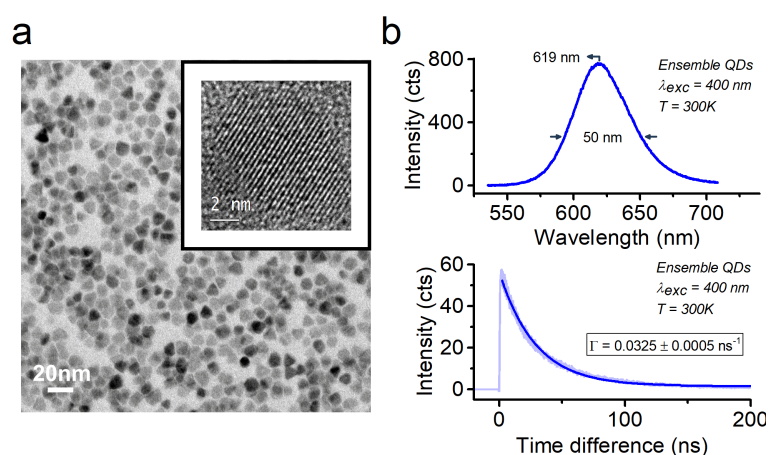 a
2 nm
20nm
b
Intensity (cts)
800
400
0
619 nm
50 nm
Ensemble QDs
λexc = 400 nm
T = 300K
550
600
650
700
Wavelength (nm)
Intensity (cts)
60
40
20
0
Ensemble QDs
λexc = 400 nm
T = 300K
Γ = 0.0325 ± 0.0005 ns⁻¹
0
100
200
Time difference (ns)